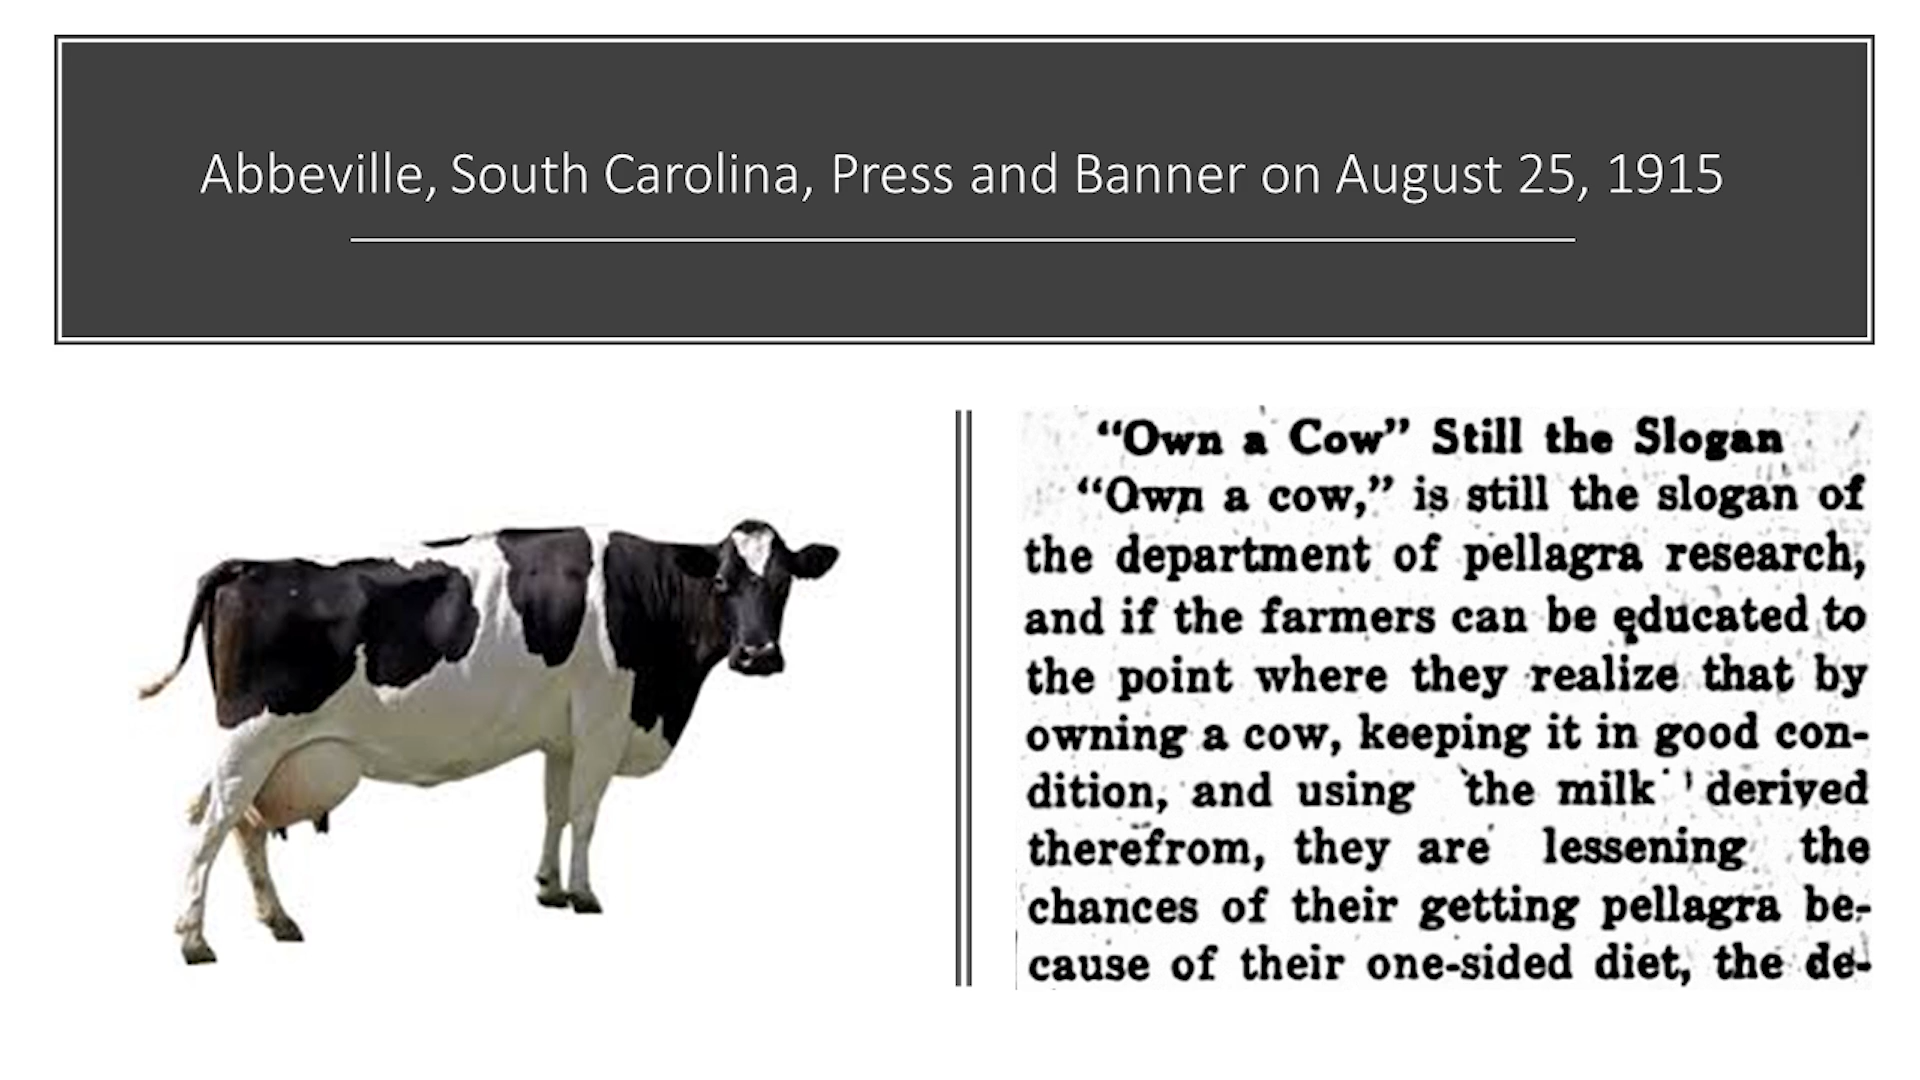 Abbeville, South Carolina, Press and Banner on August 25, 1915
“Own a Cow” Still the Slogan
“Own a cow,” is still the slogan of
the department of pellagra research,
and if the farmers can be educated to
the point where they realize that by
owning a cow, keeping it in good con-
dition, and using the milk derived
therefrom, they are lessening the
chances of their getting pellagra be-
cause of their one-sided diet, the de-